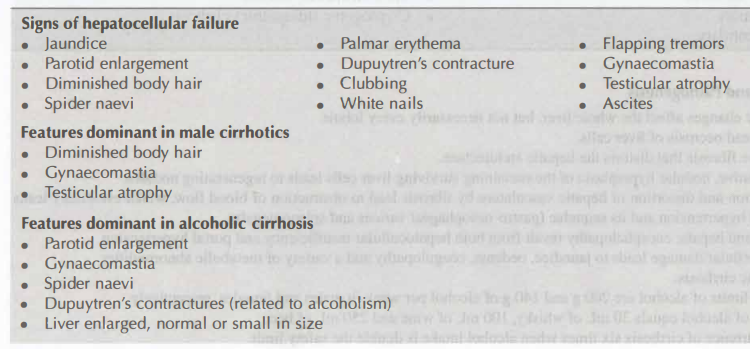 Signs of hepatocellular failure
• Jaundice • Palmar erythema • Flapping tremors
• Parotid enlargement • Dupuytren's contracture • Gynaecomastia
• Diminished body hair • Clubbing • Testicular atrophy
• Spider naevi • White nails • Ascites
Features dominant in male cirrhotics
• Diminished body hair
• Gynaecomastia
• Testicular atrophy
Features dominant in alcoholic cirrhosis
• Parotid enlargement
• Gynaecomastia
• Spider naevi
• Dupuytren's contractures (related to alcoholism)
• Liver enlarged, normal or small in size